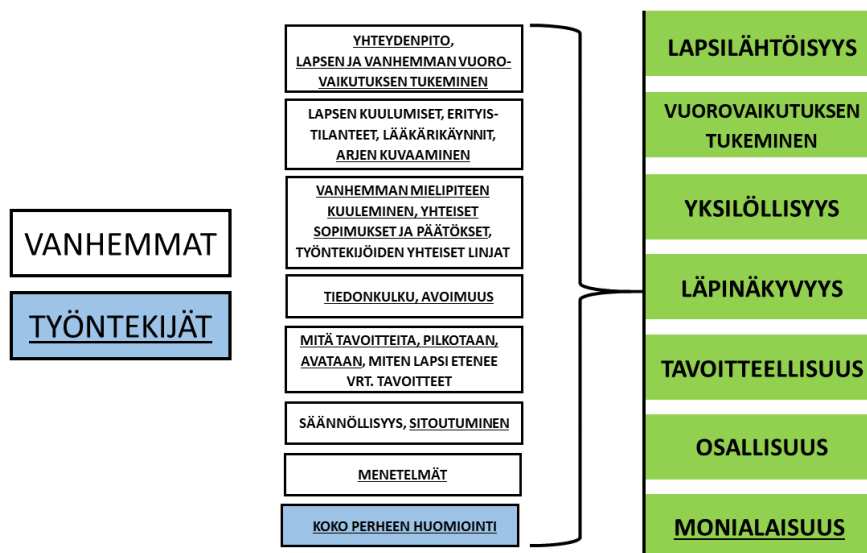 VANHEMMAT
TYÖNTEKIJÄT
YHTEYDENPITO,
LAPSEN JA VANHEMMAN VUORO-
VAIKUTUKSEN TUKEMINEN
LAPSEN KUULUMISET, ERITYIS-
TILANTEET, LÄÄKÄRIKÄYNNIT,
ARJEN KUVAAMINEN
VANHEMMAN MIELIPITEEN
KUULEMINEN, YHTEISET
SOPIMUKSET JA PÄÄTÖKSET,
TYÖNTEKIJÖIDEN YHTEISET LINJAT
TIEDONKULKU, AVOIMUUS
MITÄ TAVOITTEITA, PILKOTAAN,
AVATAAN, MITEN LAPSI ETENEE
VRT. TAVOITTEET
SÄÄNNÖLLISYYS, SITOUTUMINEN
MENETELMÄT
KOKO PERHEEN HUOMIOINTI
LAPSILÄHTÖISYYS
VUOROVAIKUTUKSEN
TUKEMINEN
YKSILÖLLISYYS
LÄPINÄKYVYYS
TAVOITTEELLISUUS
OSALLISUUS
MONIALAISUUS